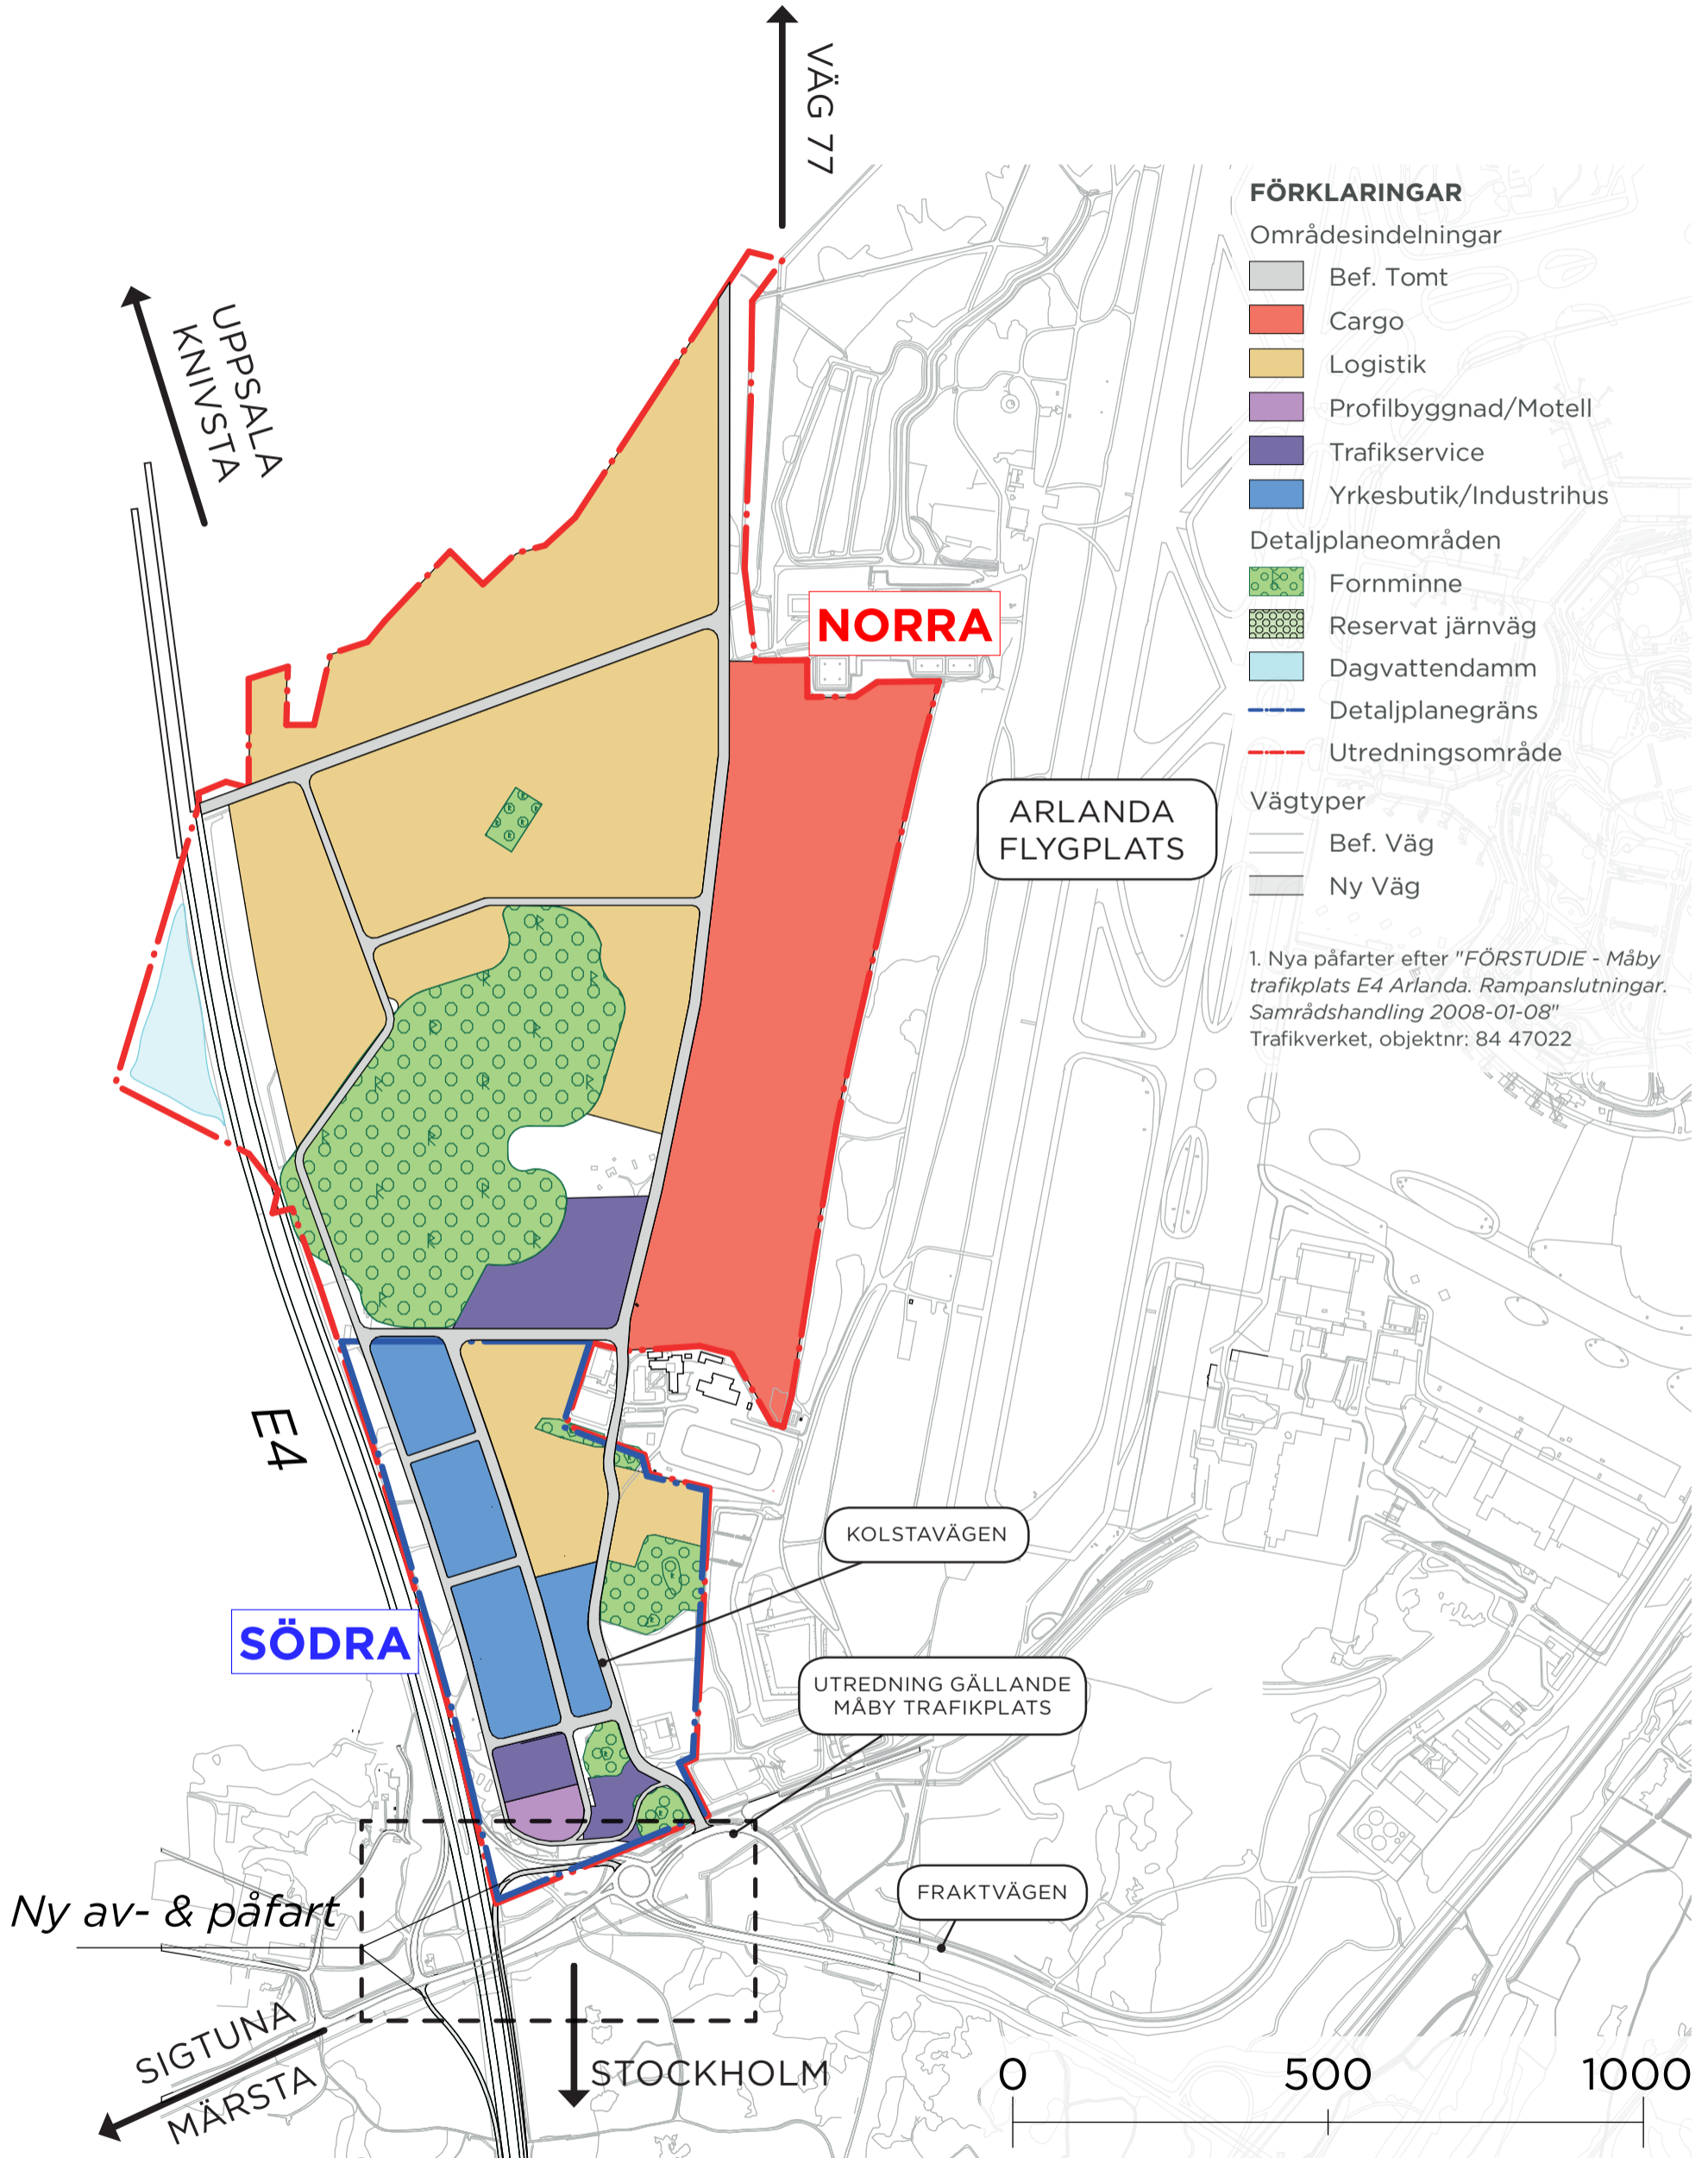 VÄG 77
UPPSALA
KNIVSTA
FÖRKLARINGAR
Områdesindelningar
Bef. Tomt
Cargo
Logistik
Profilbyggnad/Motell
Trafikservice
Yrkesbutik/Industrihus
Detaljplaneområden
Fornminne
Reservat järnväg
Dagvattendamm
Detaljplanegräns
Utredningsområde
Vägtyper
Bef. Väg
Ny Väg
1. Nya påfarter efter "FÖRSTUDIE - Måby
trafikplats E4 Arlanda. Rampanslutningar.
Samrådshandling 2008-01-08"
Trafikverket, objektnr: 84 47022
NORRA
ARLANDA
FLYGPLATS
E4
KOLSTAVÄGEN
SÖDRA
UTREDNING GÄLLANDE
MÅBY TRAFIKPLATS
FRAKTVÄGEN
Ny av- & påfart
SIGTUNA
MÄRSTA
STOCKHOLM
0 500 1000